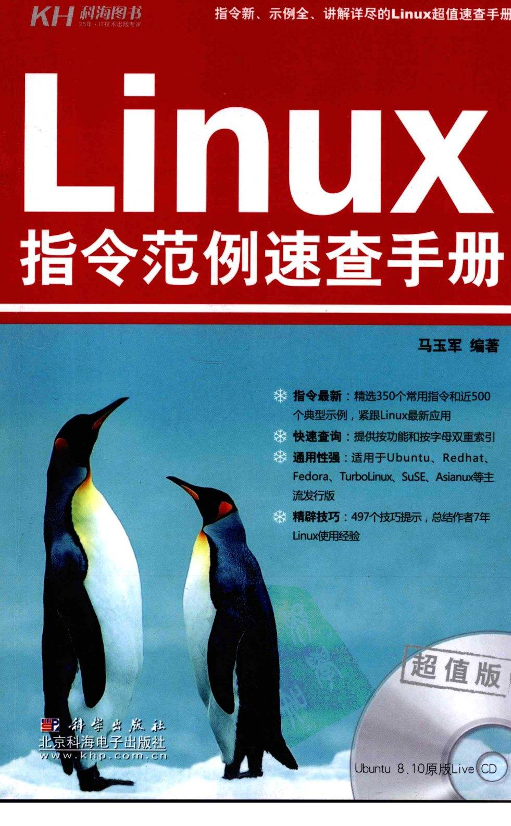 KH 科海图书
指令新、示例全、讲解详尽的Linux超值速查手册
Linux
指令范例速查手册
马玉军 编著
指令最新：精选350个常用指令和近500
个典型示例，紧跟Linux最新应用
快速查询：提供按功能和按字母双重索引
通用性强：适用于Ubuntu、Redhat、
Fedora、TurboLinux、SuSE、Asianux等主
流发行版
精辟技巧：497个技巧提示，总结作者7年
Linux使用经验
超值版
科学出版社
北京科海电子出版社
www.khp.com.cn
Ubuntu 8.10原版Live CD